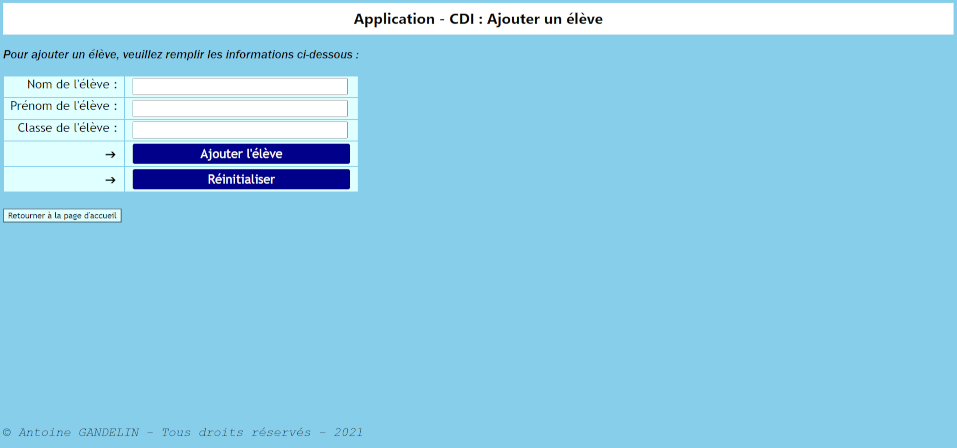 Application - CDI : Ajouter un élève
Pour ajouter un élève, veuillez remplir les informations ci-dessous :
Nom de l'élève :
Prénom de l'élève :
Classe de l'élève :
➔ Ajouter l'élève
➔ Réinitialiser
Retourner à la page d'accueil
© Antoine GANDELIN - Tous droits réservés - 2021